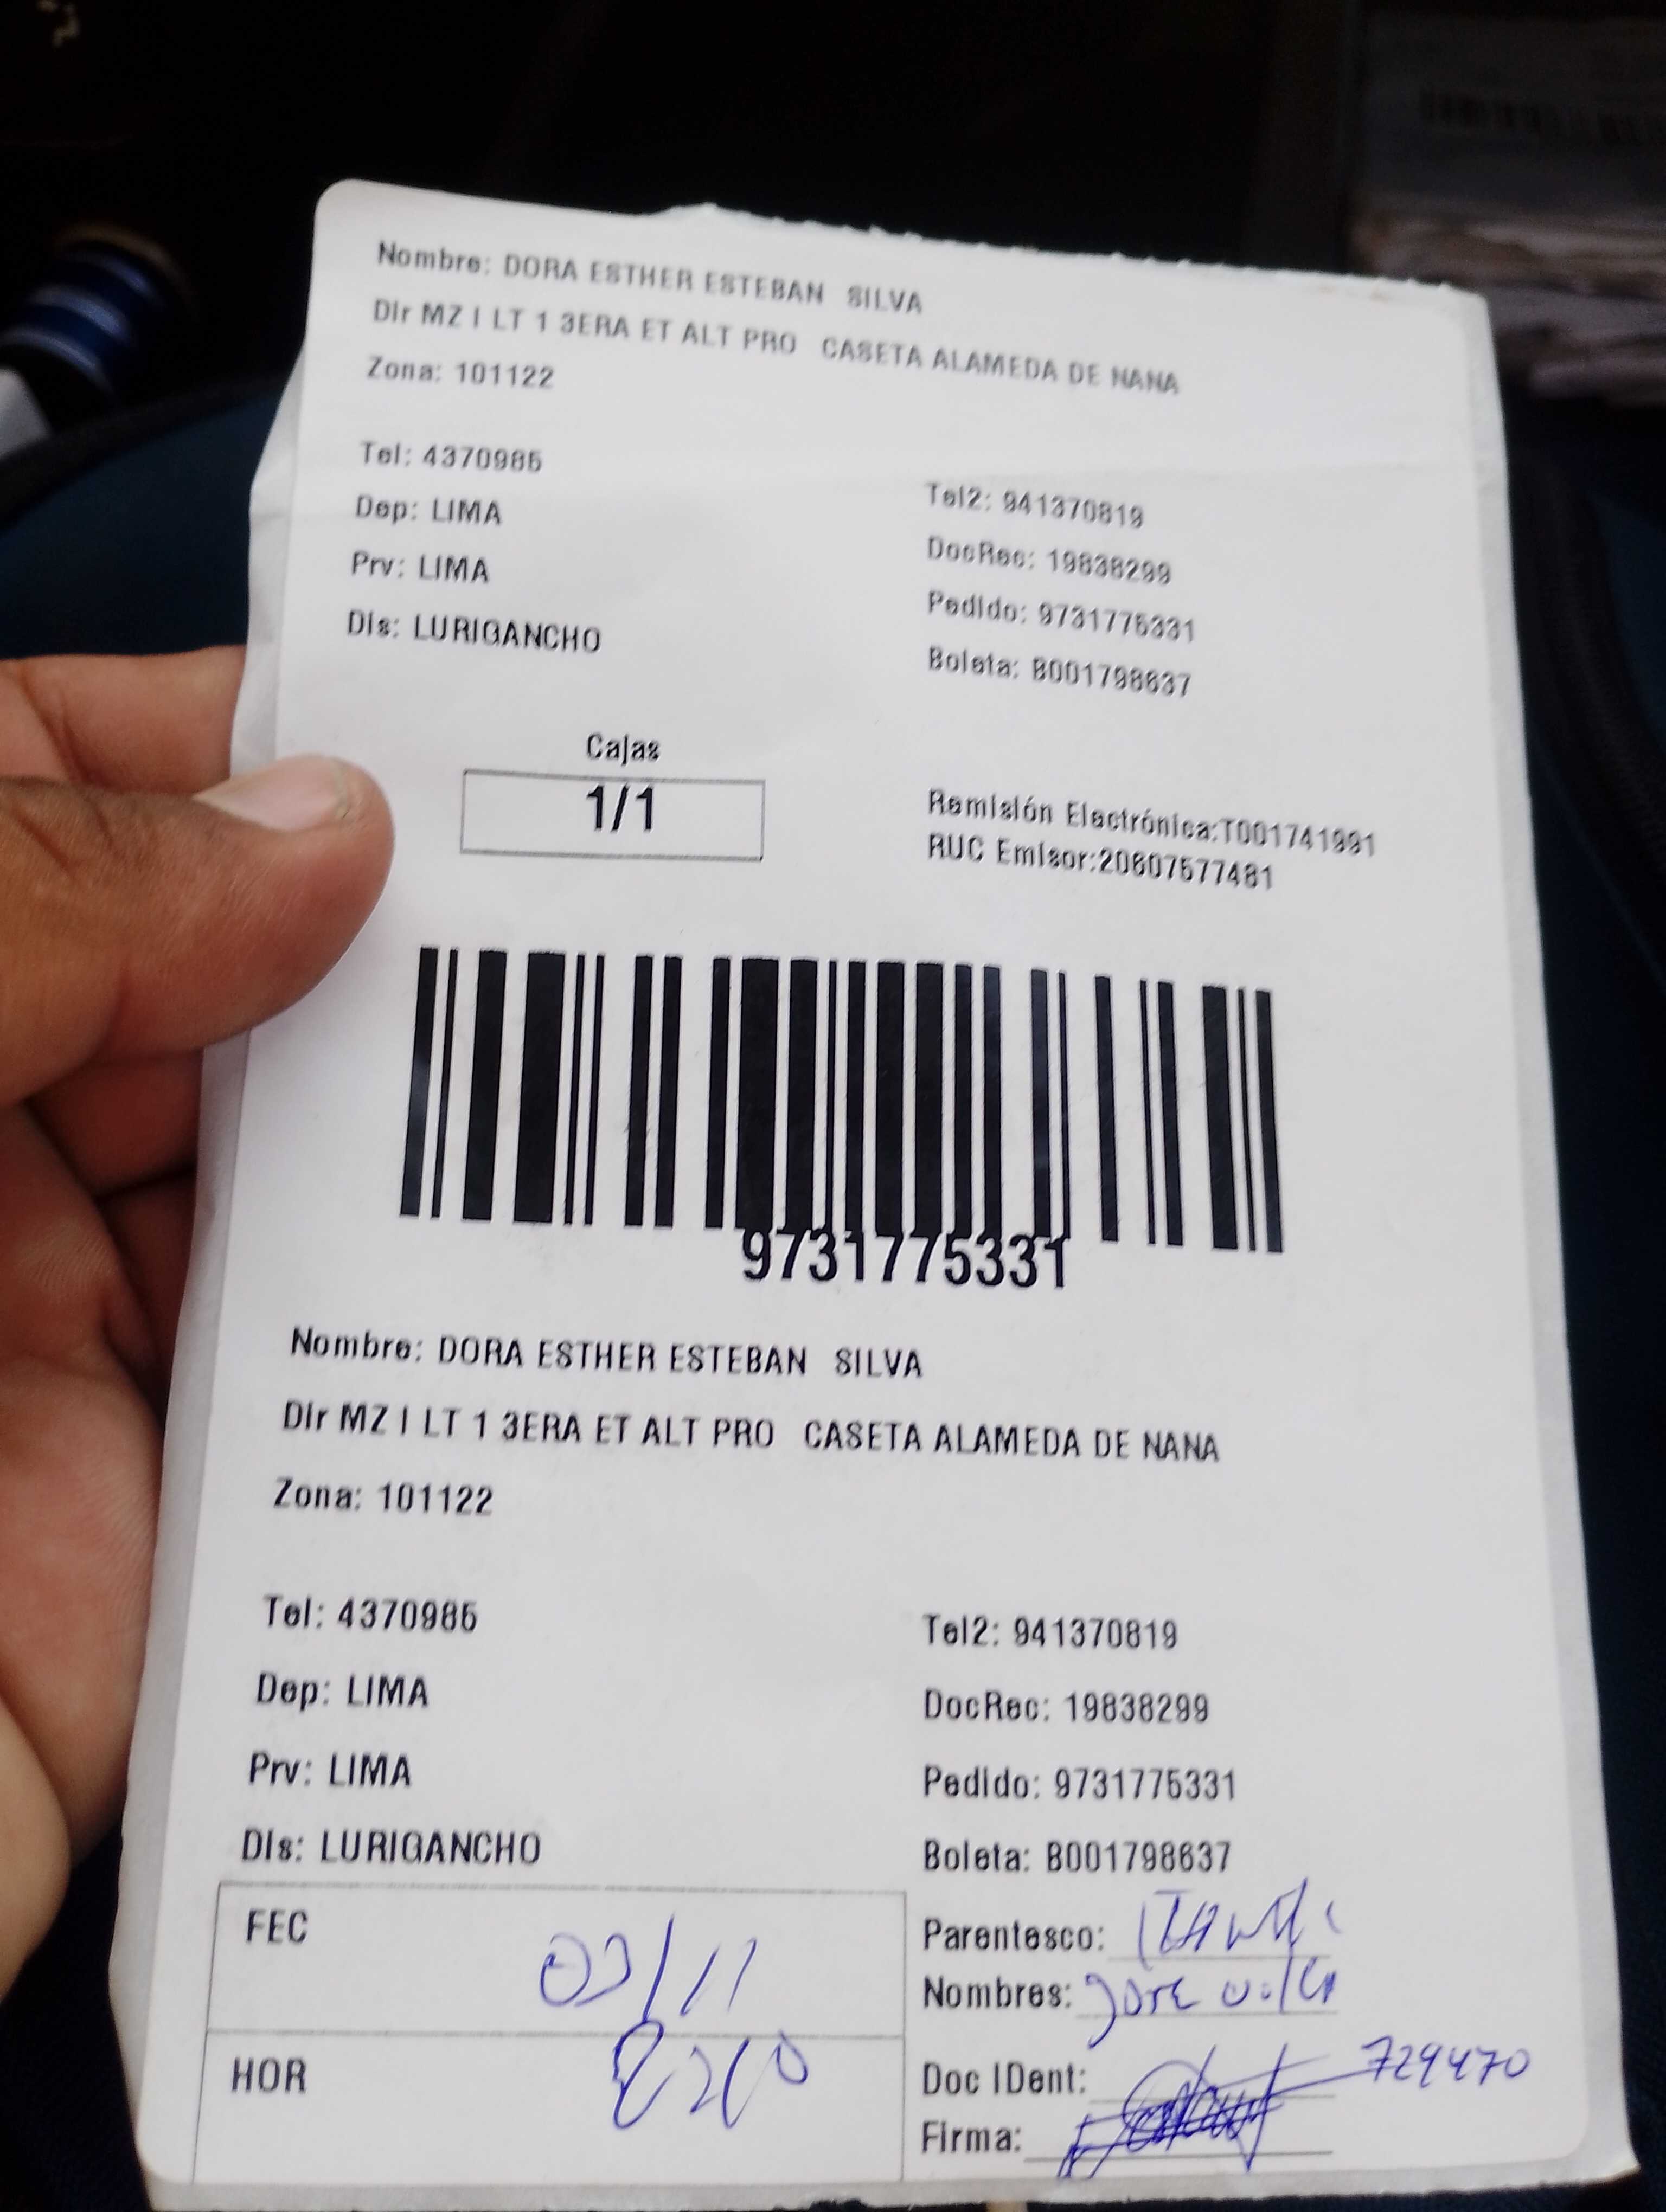 Nombre: DORA ESTHER ESTEBAN SILVA
Dir MZ I LT 1 3ERA ET ALT PRO CASETA ALAMEDA DE NANA
Zona: 101122
Tel: 4370985
Tel2: 941370819
Dep: LIMA
DocRec: 19838299
Prv: LIMA
Pedido: 9731775331
Dis: LURIGANCHO
Boleta: B001798637
Cajas
1/1
Remisión Electrónica:T001741991
RUC Emisor:20607577481
9731775331
Nombre: DORA ESTHER ESTEBAN SILVA
Dir MZ I LT 1 3ERA ET ALT PRO CASETA ALAMEDA DE NANA
Zona: 101122
Tel: 4370985
Tel2: 941370819
Dep: LIMA
DocRec: 19838299
Prv: LIMA
Pedido: 9731775331
Dis: LURIGANCHO
Boleta: B001798637
FEC 03/11
Parentesco:
Nombres:
HOR
Doc IDent: 729470
Firma: